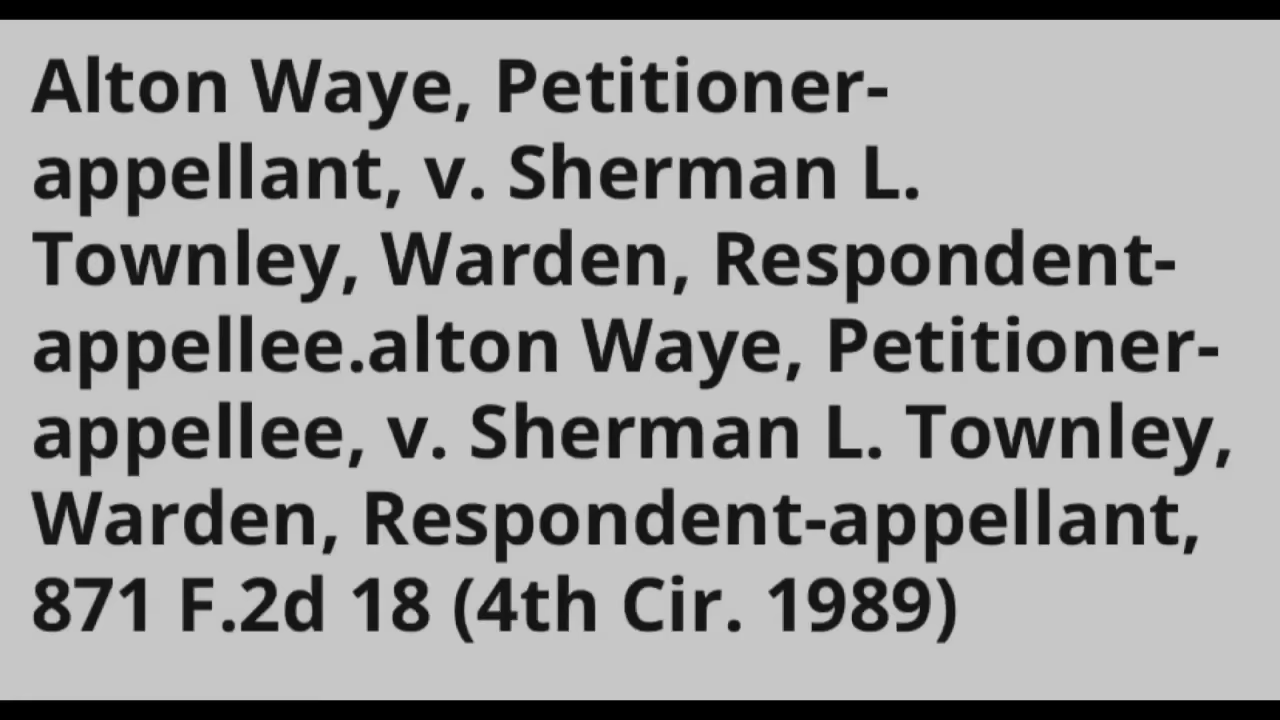 Alton Waye, Petitioner-
appellant, v. Sherman L.
Townley, Warden, Respondent-
appellee.alton Waye, Petitioner-
appellee, v. Sherman L. Townley,
Warden, Respondent-appellant,
871 F.2d 18 (4th Cir. 1989)